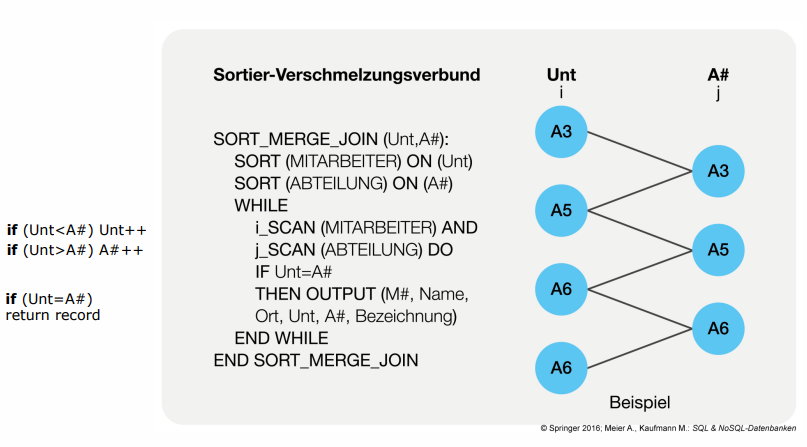 Sortier-Verschmelzungsverbund
SORT_MERGE_JOIN (Unt,A#):
SORT (MITARBEITER) ON (Unt)
SORT (ABTEILUNG) ON (A#)
WHILE
i_SCAN (MITARBEITER) AND
j_SCAN (ABTEILUNG) DO
IF Unt=A#
THEN OUTPUT (M#, Name,
Ort, Unt, A#, Bezeichnung)
END WHILE
END SORT_MERGE_JOIN
if (Unt<A#) Unt++
if (Unt>A#) A#++
if (Unt=A#)
return record
Unt
i
A3
A5
A6
A6
A#
j
A3
A5
A6
Beispiel
© Springer 2016; Meier A., Kaufmann M.: SQL & NoSQL-Datenbanken